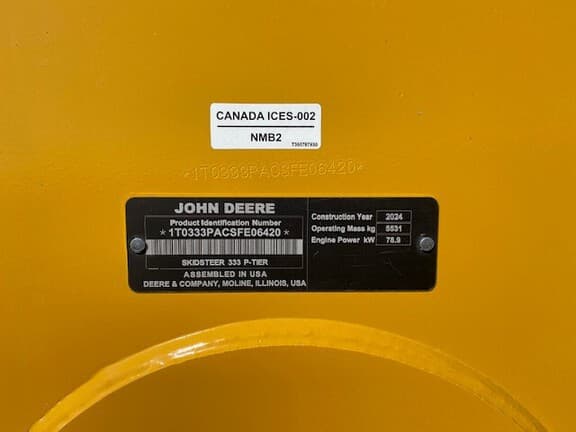 CANADA ICES-002
NMB2
*1T0333PACSFE06420*
JOHN DEERE
Product Identification Number
*1T0333PACSFE06420*
SKIDSTEER 333 P-TIER
ASSEMBLED IN USA
DEERE & COMPANY, MOLINE, ILLINOIS, USA
Construction Year 2024
Operating Mass kg 5531
Engine Power kW 78.9